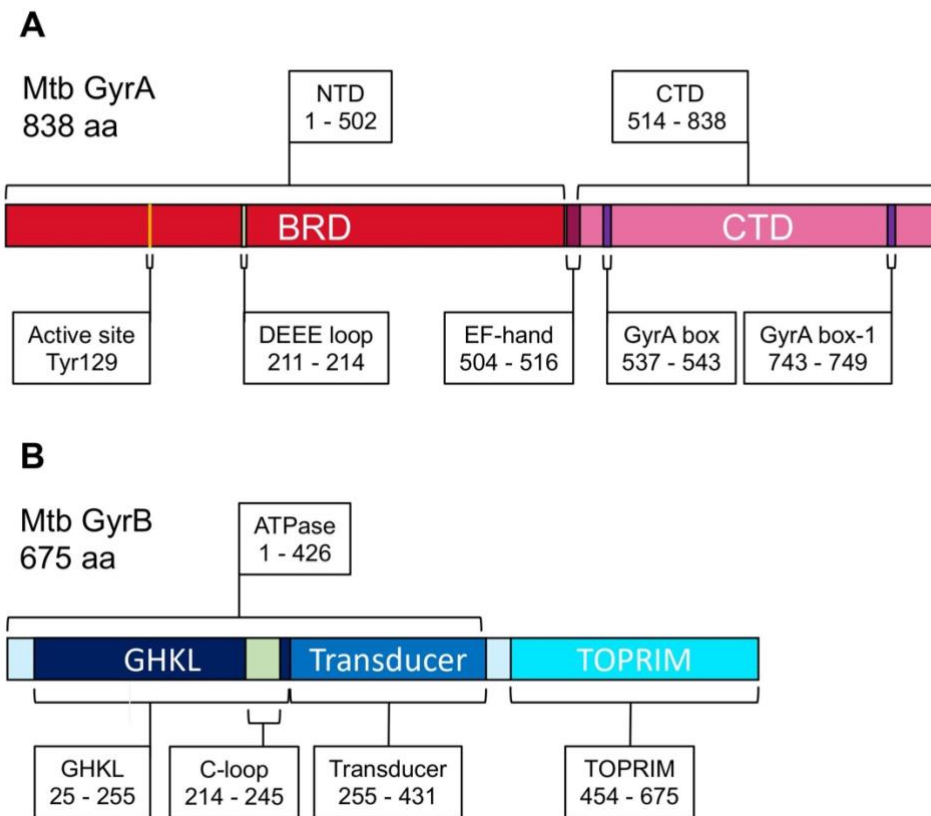 A
Mtb GyrA
838 aa
NTD
1 - 502
CTD
514 - 838
BRD
CTD
Active site
Tyr129
DEEE loop
211 - 214
EF-hand
504 - 516
GyrA box
537 - 543
GyrA box-1
743 - 749
B
Mtb GyrB
675 aa
ATPase
1 - 426
GHKL
Transducer
TOPRIM
GHKL
25 - 255
C-loop
214 - 245
Transducer
255 - 431
TOPRIM
454 - 675